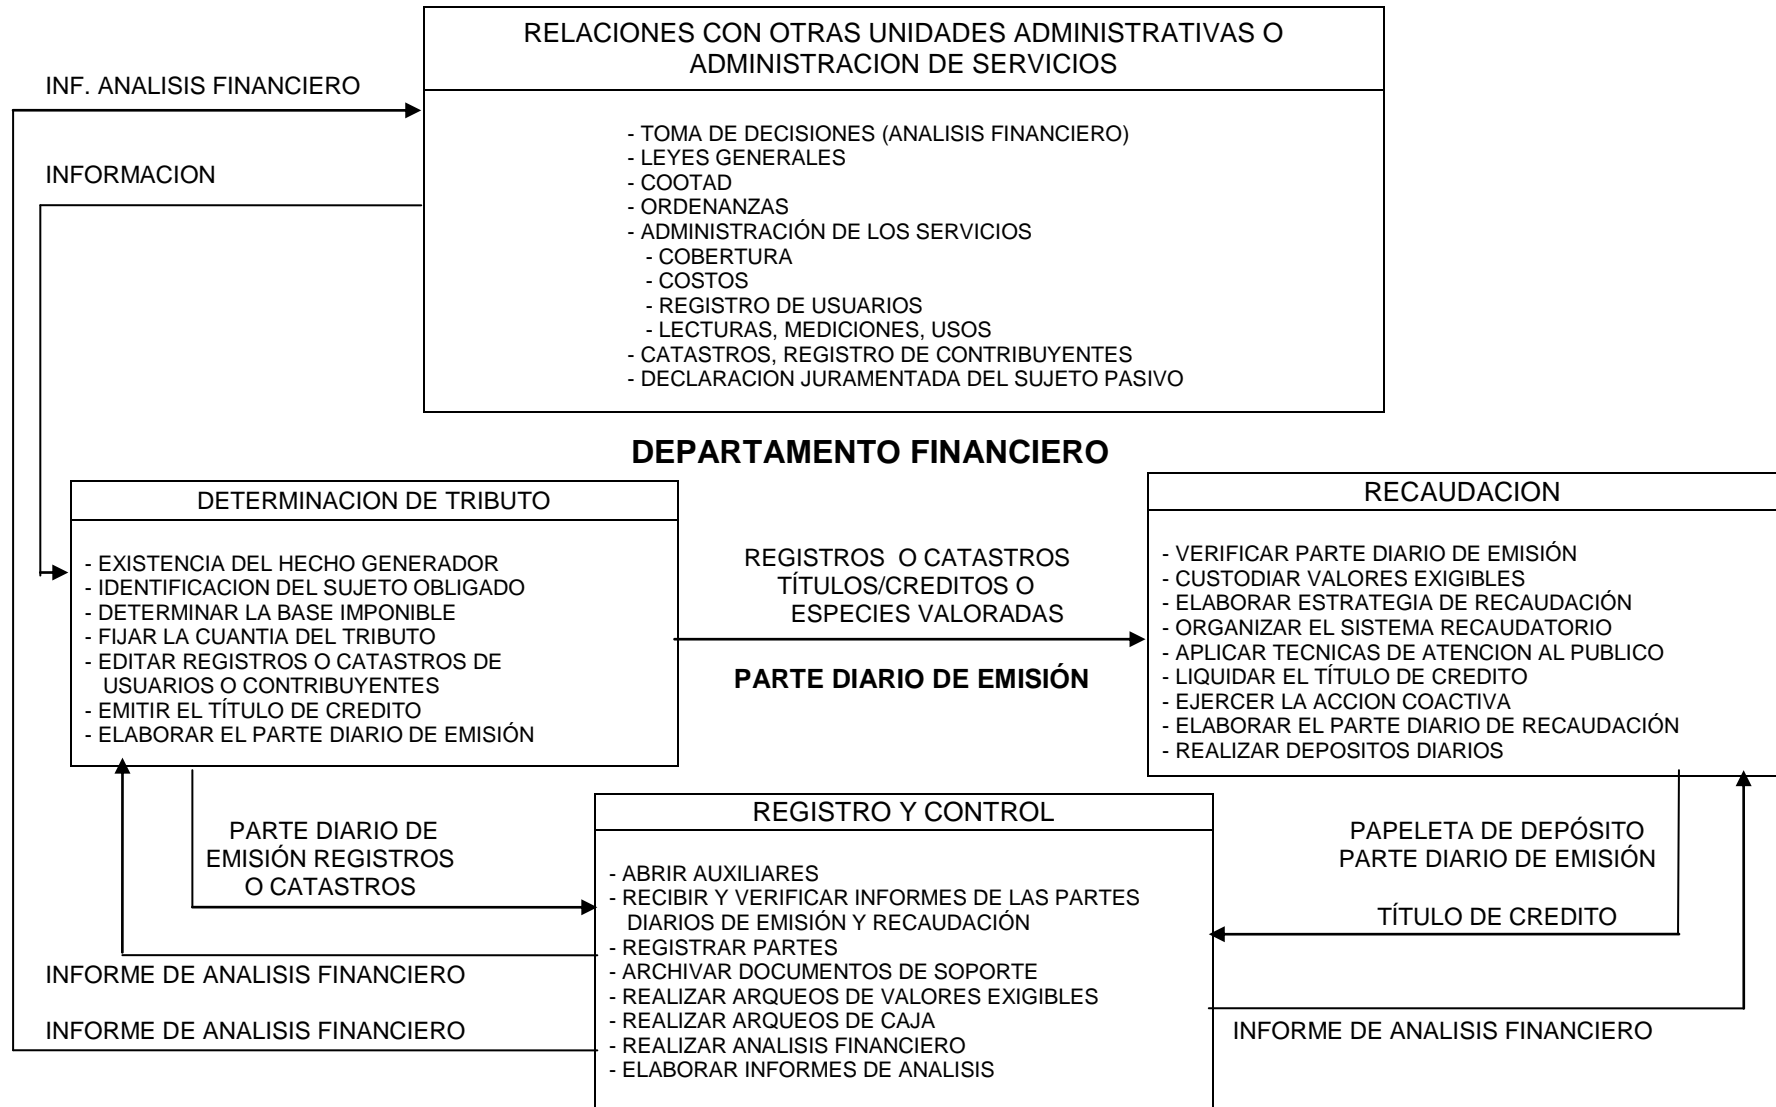 RELACIONES CON OTRAS UNIDADES ADMINISTRATIVAS O
ADMINISTRACION DE SERVICIOS
INF. ANALISIS FINANCIERO
INFORMACION
- TOMA DE DECISIONES (ANALISIS FINANCIERO)
- LEYES GENERALES
- COOTAD
- ORDENANZAS
- ADMINISTRACIÓN DE LOS SERVICIOS
- COBERTURA
- COSTOS
- REGISTRO DE USUARIOS
- LECTURAS, MEDICIONES, USOS
- CATASTROS, REGISTRO DE CONTRIBUYENTES
- DECLARACION JURAMENTADA DEL SUJETO PASIVO
DEPARTAMENTO FINANCIERO
DETERMINACION DE TRIBUTO
- EXISTENCIA DEL HECHO GENERADOR
- IDENTIFICACION DEL SUJETO OBLIGADO
- DETERMINAR LA BASE IMPONIBLE
- FIJAR LA CUANTIA DEL TRIBUTO
- EDITAR REGISTROS O CATASTROS DE
USUARIOS O CONTRIBUYENTES
- EMITIR EL TÍTULO DE CREDITO
- ELABORAR EL PARTE DIARIO DE EMISIÓN
REGISTROS O CATASTROS
TÍTULOS/CREDITOS O
ESPECIES VALORADAS
PARTE DIARIO DE EMISIÓN
RECAUDACION
- VERIFICAR PARTE DIARIO DE EMISIÓN
- CUSTODIAR VALORES EXIGIBLES
- ELABORAR ESTRATEGIA DE RECAUDACIÓN
- ORGANIZAR EL SISTEMA RECAUDATORIO
- APLICAR TECNICAS DE ATENCION AL PUBLICO
- LIQUIDAR EL TÍTULO DE CREDITO
- EJERCER LA ACCION COACTIVA
- ELABORAR EL PARTE DIARIO DE RECAUDACIÓN
- REALIZAR DEPOSITOS DIARIOS
PARTE DIARIO DE
EMISIÓN REGISTROS
O CATASTROS
INFORME DE ANALISIS FINANCIERO
INFORME DE ANALISIS FINANCIERO
REGISTRO Y CONTROL
- ABRIR AUXILIARES
- RECIBIR Y VERIFICAR INFORMES DE LAS PARTES
DIARIOS DE EMISIÓN Y RECAUDACIÓN
- REGISTRAR PARTES
- ARCHIVAR DOCUMENTOS DE SOPORTE
- REALIZAR ARQUEOS DE VALORES EXIGIBLES
- REALIZAR ARQUEOS DE CAJA
- REALIZAR ANALISIS FINANCIERO
- ELABORAR INFORMES DE ANALISIS
PAPELETA DE DEPÓSITO
PARTE DIARIO DE EMISIÓN
TÍTULO DE CREDITO
INFORME DE ANALISIS FINANCIERO